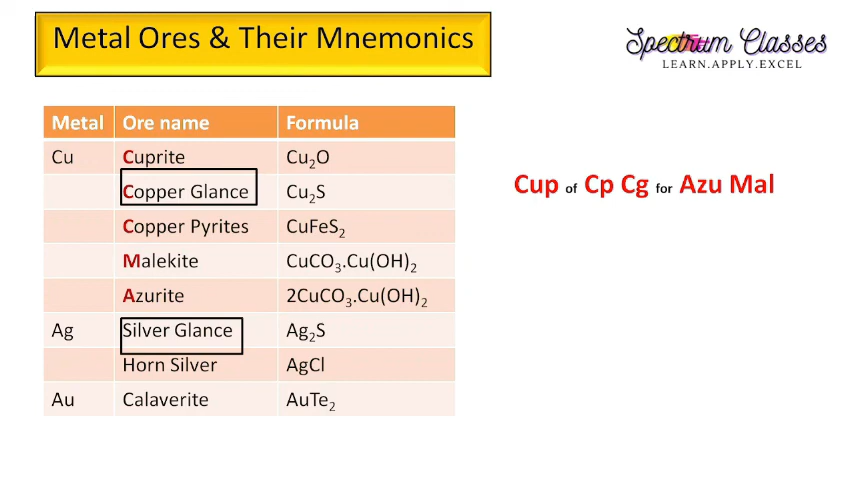 Metal Ores & Their Mnemonics
Spectrum Classes
LEARN.APPLY.EXCEL
Metal Ore name Formula
Cu Cuprite Cu₂O
Copper Glance Cu₂S
Copper Pyrites CuFeS₂
Malekite CuCO₃.Cu(OH)₂
Azurite 2CuCO₃.Cu(OH)₂
Ag Silver Glance Ag₂S
Horn Silver AgCl
Au Calaverite AuTe₂
Cup of Cp Cg for Azu Mal